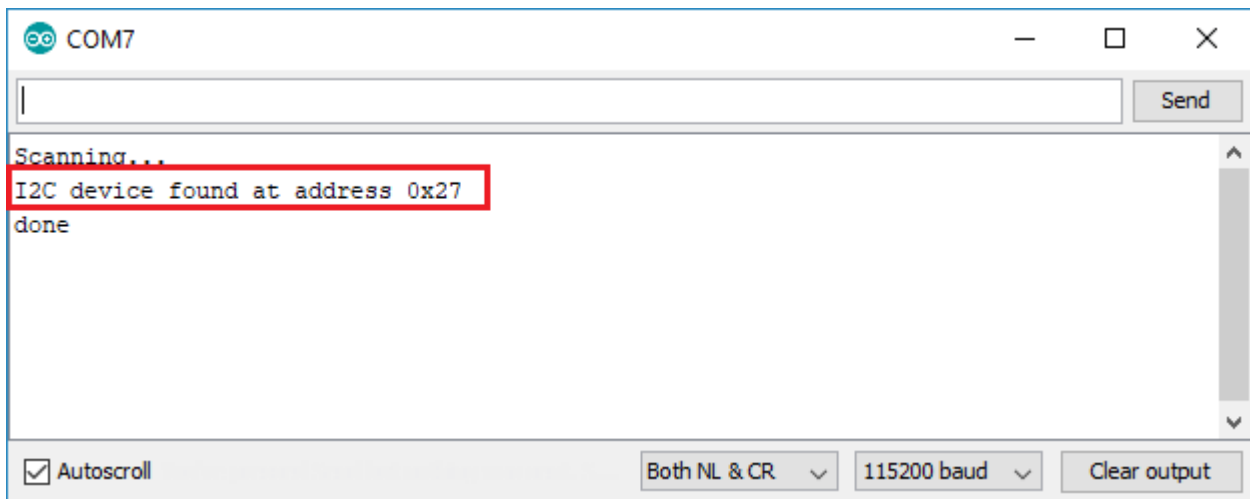 COM7
Send
Scanning...
I2C device found at address 0x27
done
Autoscroll
Both NL & CR
115200 baud
Clear output